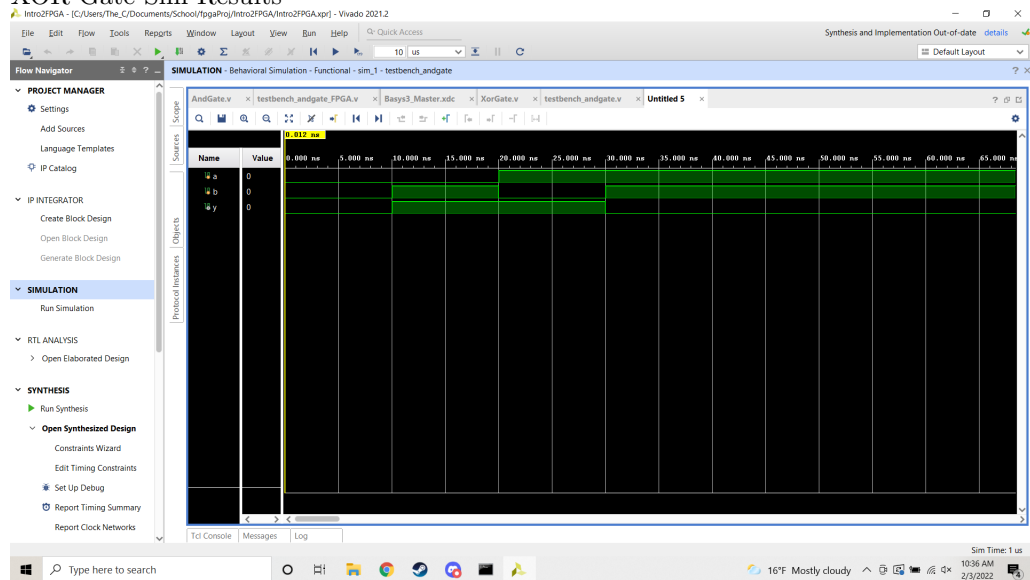 XOR Gate Sim Results
Intro2FPGA - [C:/Users/The_C/Documents/School/fpgaProj/Intro2FPGA/Intro2FPGA.xpr] - Vivado 2021.2
File Edit Flow Tools Reports Window Layout View Run Help Quick Access Synthesis and Implementation Out-of-date details
10 us Default Layout
Flow Navigator SIMULATION - Behavioral Simulation - Functional - sim_1 - testbench_andgate
PROJECT MANAGER
Settings
Add Sources
Language Templates
IP Catalog
IP INTEGRATOR
Create Block Design
Open Block Design
Generate Block Design
SIMULATION
Run Simulation
RTL ANALYSIS
Open Elaborated Design
SYNTHESIS
Run Synthesis
Open Synthesized Design
Constraints Wizard
Edit Timing Constraints
Set Up Debug
Report Timing Summary
Report Clock Networks
Scope
Sources
Objects
Protocol Instances
AndGate.v testbench_andgate_FPGA.v Basys3_Master.xdc XorGate.v testbench_andgate.v Untitled 5
0.012 ns
Name Value 0.000 ns 5.000 ns 10.000 ns 15.000 ns 20.000 ns 25.000 ns 30.000 ns 35.000 ns 40.000 ns 45.000 ns 50.000 ns 55.000 ns 60.000 ns 65.000 ns
a 0
b 0
y 0
Tcl Console Messages Log
Sim Time: 1 us
Type here to search 16°F Mostly cloudy 10:36 AM
2/3/2022